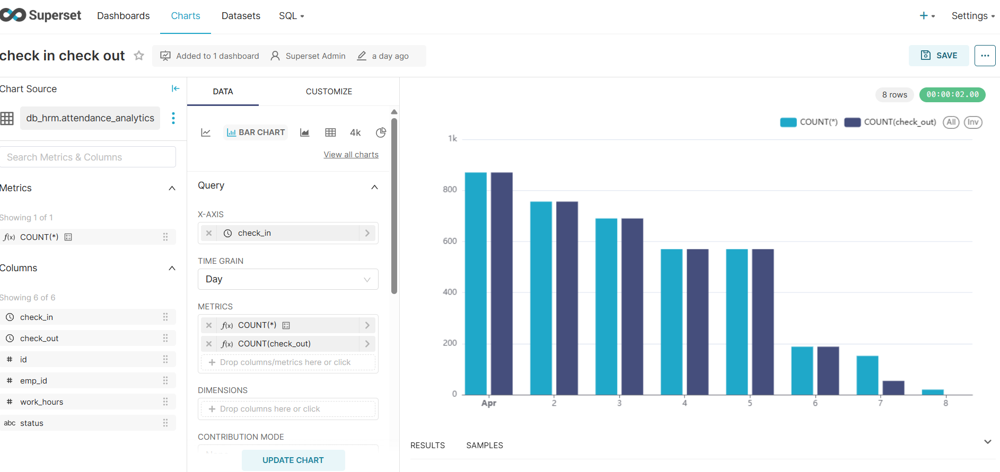 Superset Dashboards Charts Datasets SQL Settings
check in check out Added to 1 dashboard Superset Admin a day ago SAVE
Chart Source
db_hrm.attendance_analytics
Search Metrics & Columns
Metrics
Showing 1 of 1
f(x) COUNT(*)
Columns
Showing 6 of 6
check_in
check_out
# id
# emp_id
# work_hours
abc status
DATA CUSTOMIZE
BAR CHART 4k
View all charts
Query
X-AXIS
check_in
TIME GRAIN
Day
METRICS
f(x) COUNT(*)
f(x) COUNT(check_out)
+ Drop columns/metrics here or click
DIMENSIONS
+ Drop columns here or click
CONTRIBUTION MODE
UPDATE CHART
8 rows 00:00:02.00
COUNT(*) COUNT(check_out) All Inv
1k
800
600
400
200
0
Apr 2 3 4 5 6 7 8
RESULTS SAMPLES